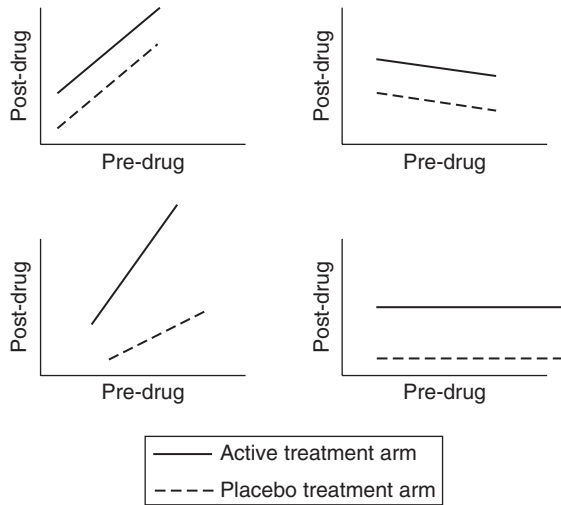 Post-drug
Pre-drug
Post-drug
Pre-drug
Post-drug
Pre-drug
Post-drug
Pre-drug
Active treatment arm
Placebo treatment arm